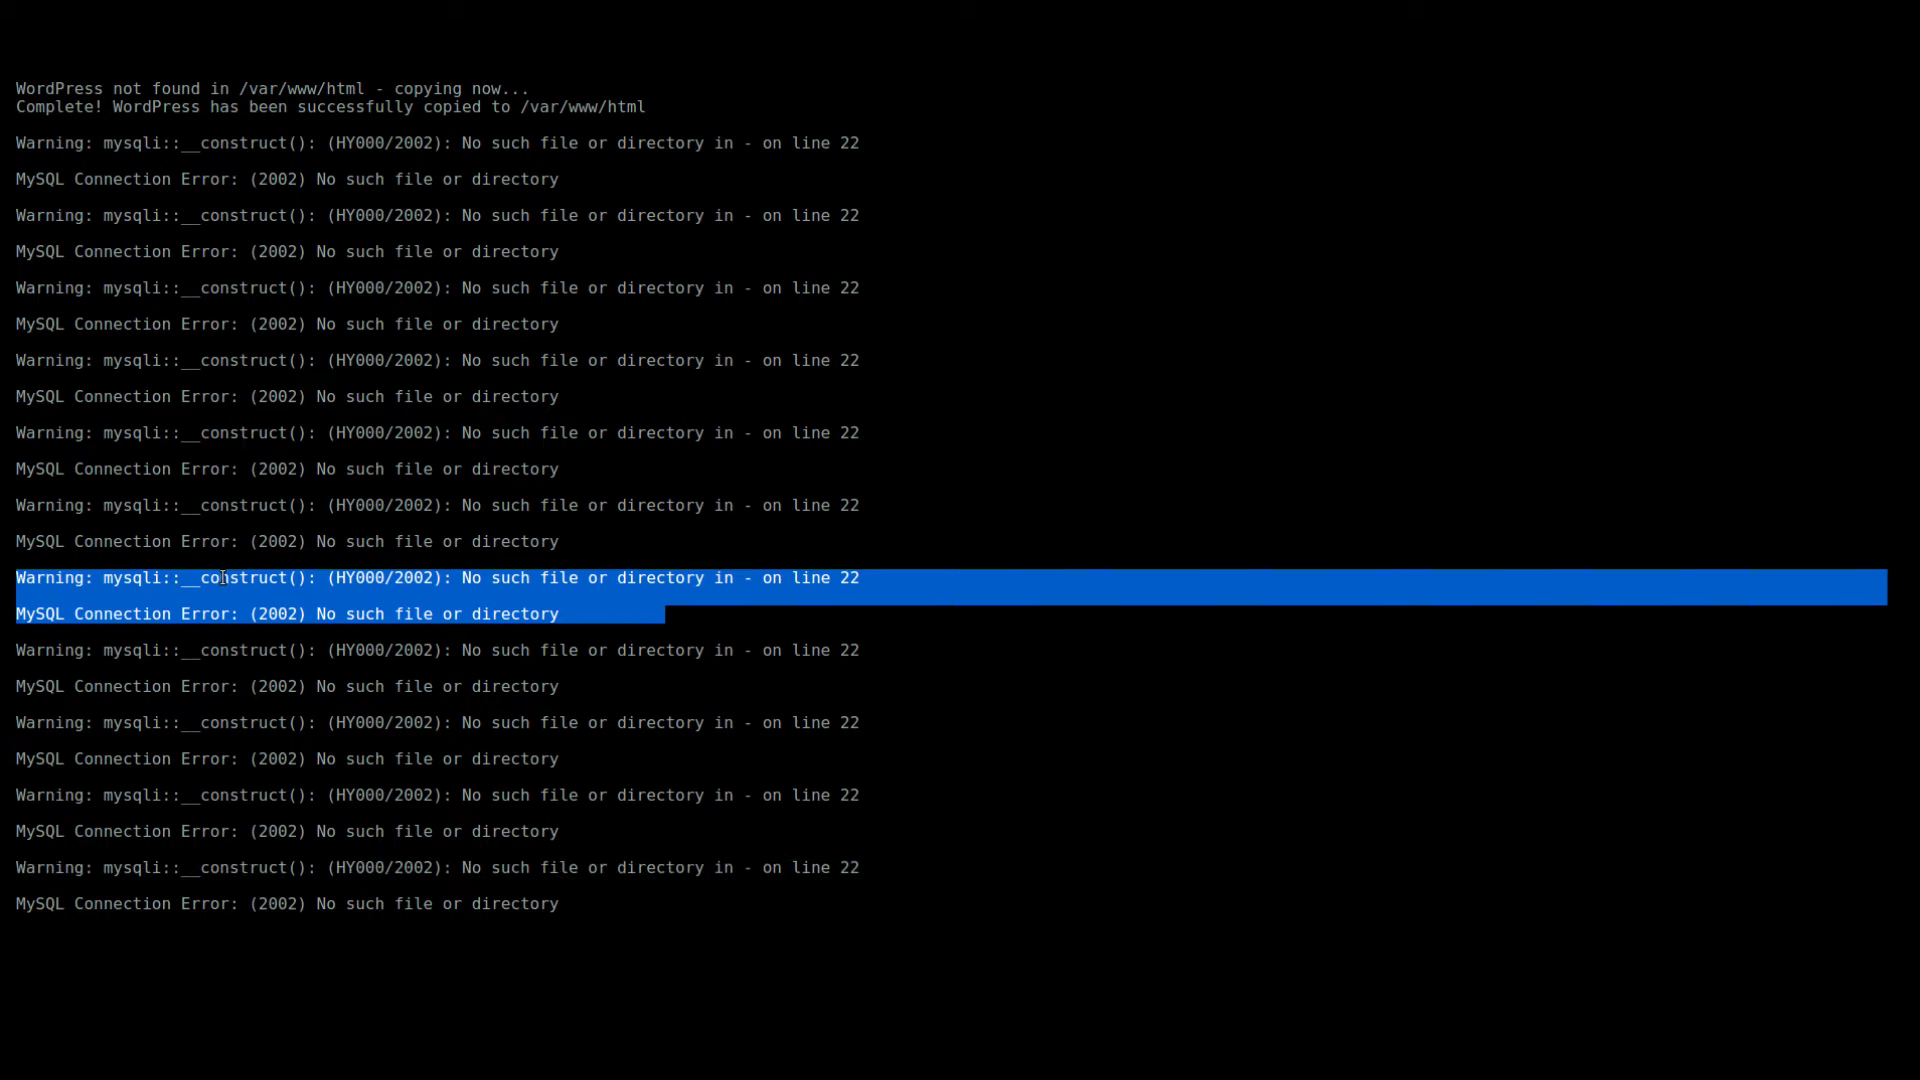 WordPress not found in /var/www/html - copying now...
Complete! WordPress has been successfully copied to /var/www/html
Warning: mysqli::__construct(): (HY000/2002): No such file or directory in - on line 22
MySQL Connection Error: (2002) No such file or directory
Warning: mysqli::__construct(): (HY000/2002): No such file or directory in - on line 22
MySQL Connection Error: (2002) No such file or directory
Warning: mysqli::__construct(): (HY000/2002): No such file or directory in - on line 22
MySQL Connection Error: (2002) No such file or directory
Warning: mysqli::__construct(): (HY000/2002): No such file or directory in - on line 22
MySQL Connection Error: (2002) No such file or directory
Warning: mysqli::__construct(): (HY000/2002): No such file or directory in - on line 22
MySQL Connection Error: (2002) No such file or directory
Warning: mysqli::__construct(): (HY000/2002): No such file or directory in - on line 22
MySQL Connection Error: (2002) No such file or directory
Warning: mysqli::__construct(): (HY000/2002): No such file or directory in - on line 22
MySQL Connection Error: (2002) No such file or directory
Warning: mysqli::__construct(): (HY000/2002): No such file or directory in - on line 22
MySQL Connection Error: (2002) No such file or directory
Warning: mysqli::__construct(): (HY000/2002): No such file or directory in - on line 22
MySQL Connection Error: (2002) No such file or directory
Warning: mysqli::__construct(): (HY000/2002): No such file or directory in - on line 22
MySQL Connection Error: (2002) No such file or directory
Warning: mysqli::__construct(): (HY000/2002): No such file or directory in - on line 22
MySQL Connection Error: (2002) No such file or directory